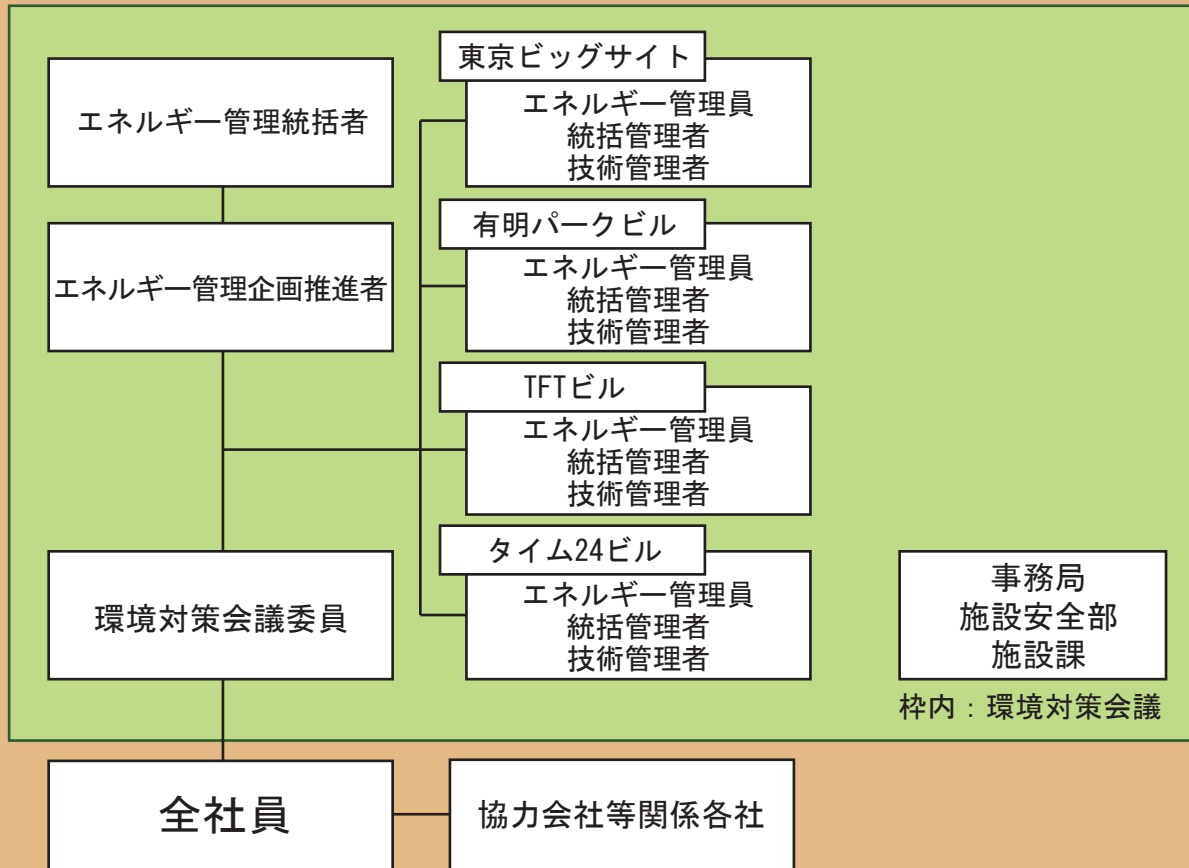 エネルギー管理統括者
エネルギー管理企画推進者
環境対策会議委員
東京ビッグサイト
エネルギー管理員
統括管理者
技術管理者
有明パークビル
エネルギー管理員
統括管理者
技術管理者
TFTビル
エネルギー管理員
統括管理者
技術管理者
タイム24ビル
エネルギー管理員
統括管理者
技術管理者
事務局
施設安全部
施設課
枠内：環境対策会議
全社員
協力会社等関係各社